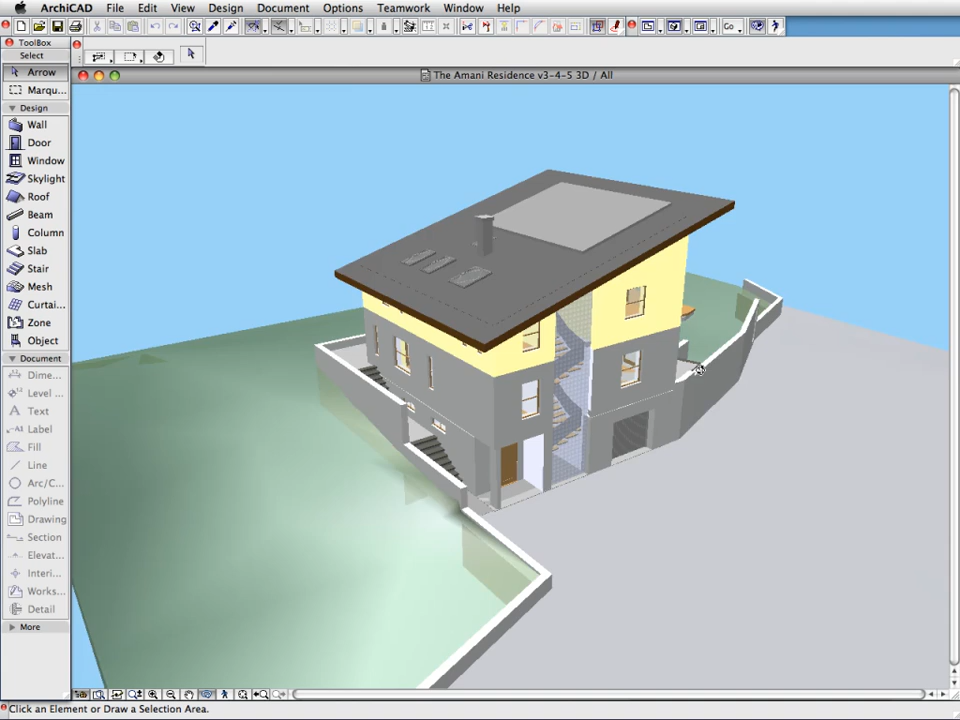 ArchiCAD File Edit View Design Document Options Teamwork Window Help
Go...
ToolBox
Select
Arrow
Marqu...
The Amani Residence v3-4-5 3D / All
Design
Wall
Door
Window
Skylight
Roof
Beam
Column
Slab
Stair
Mesh
Curtai...
Zone
Object
Document
Dime...
Level ...
Text
Label
Fill
Line
Arc/C...
Polyline
Drawing
Section
Elevat...
Interi...
Works...
Detail
More
Click an Element or Draw a Selection Area.